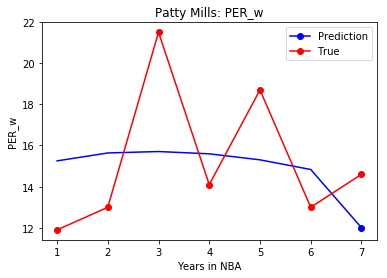 Patty Mills: PER_w
Prediction
True
PER_w
22
20
18
16
14
12
1 2 3 4 5 6 7
Years in NBA